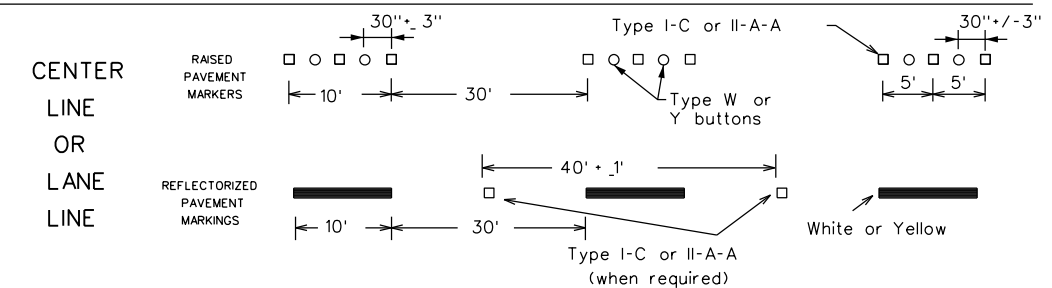 CENTER
LINE
OR
LANE
LINE
RAISED
PAVEMENT
MARKERS
30"+_ 3"
Type I-C or II-A-A
30"+/-3"
10'
30'
Type W or
Y buttons
5'
5'
40' + _1'
REFLECTORIZED
PAVEMENT
MARKINGS
10'
30'
Type I-C or II-A-A
(when required)
White or Yellow